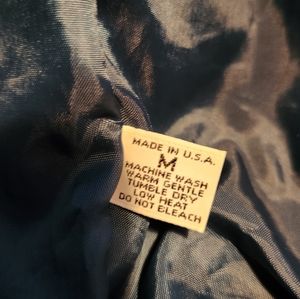 MADE IN U.S.A.
M
MACHINE WASH
WARM GENTLE
TUMBLE DRY
LOW HEAT
DO NOT BLEACH